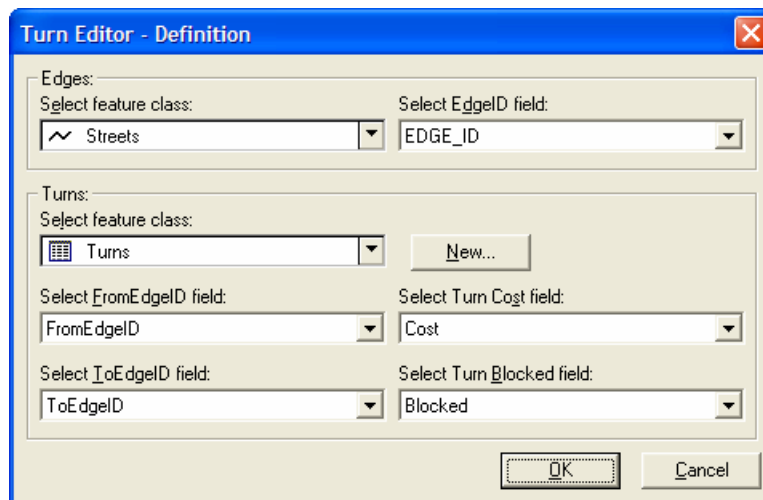 Turn Editor - Definition
Edges:
Select feature class:
Select EdgeID field:
Streets
EDGE_ID
Turns:
Select feature class:
Turns
New...
Select FromEdgeID field:
Select Turn Cost field:
FromEdgeID
Cost
Select ToEdgeID field:
Select Turn Blocked field:
ToEdgeID
Blocked
OK
Cancel